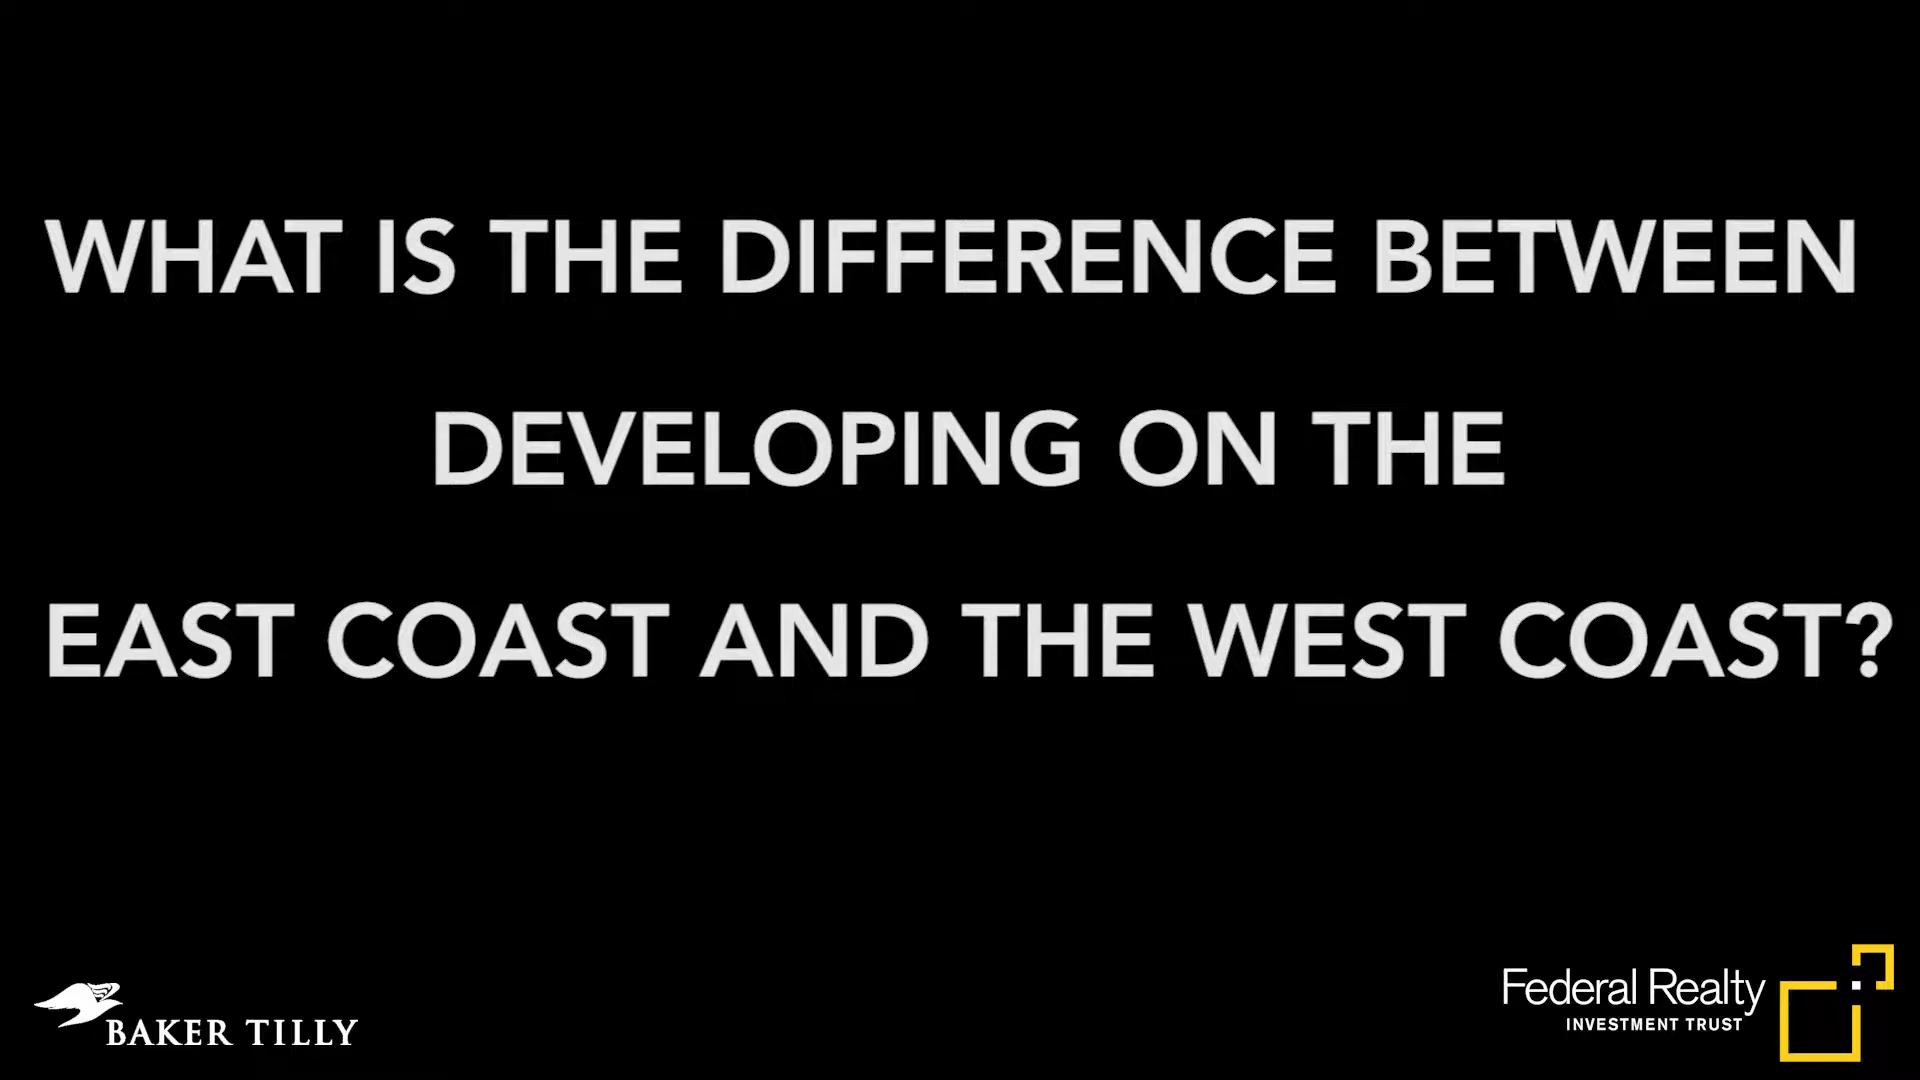 WHAT IS THE DIFFERENCE BETWEEN
DEVELOPING ON THE
EAST COAST AND THE WEST COAST?
BAKER TILLY
Federal Realty
INVESTMENT TRUST